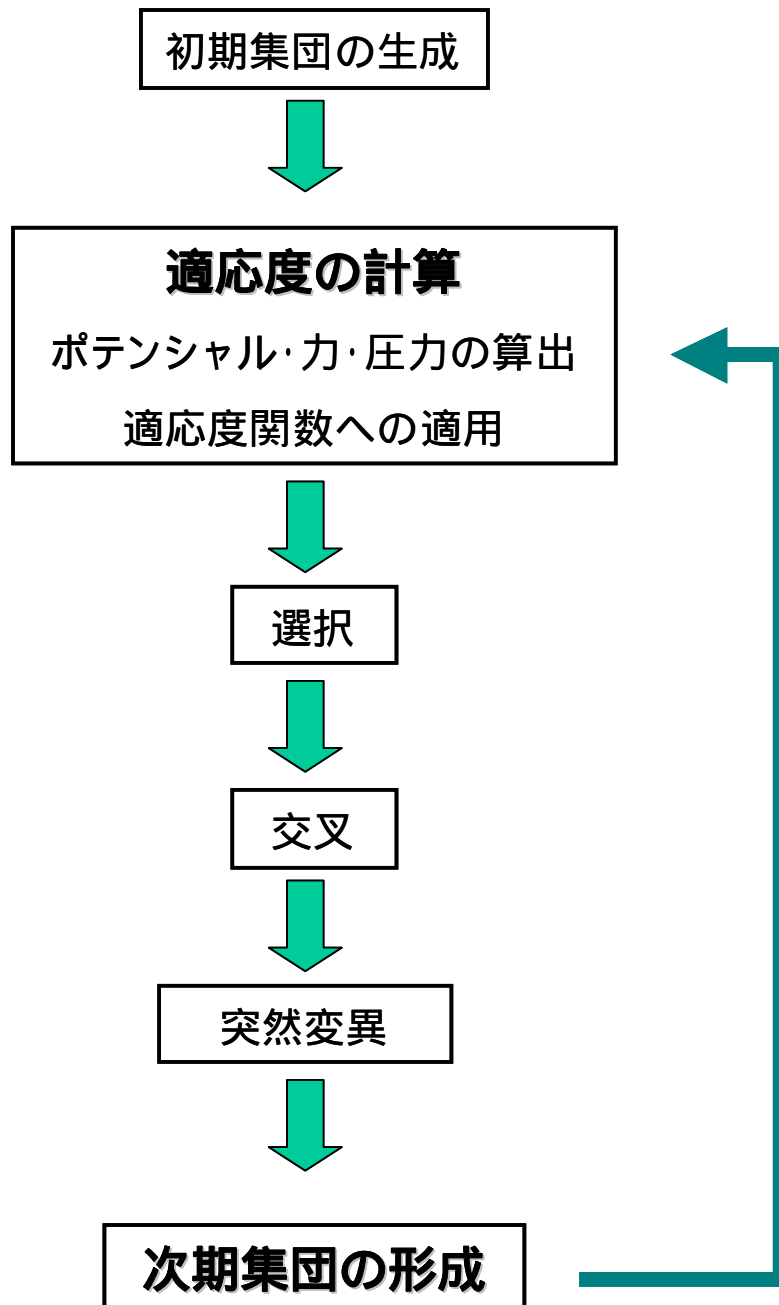 初期集団の生成
適応度の計算
ポテンシャル・力・圧力の算出
適応度関数への適用
選択
交叉
突然変異
次期集団の形成